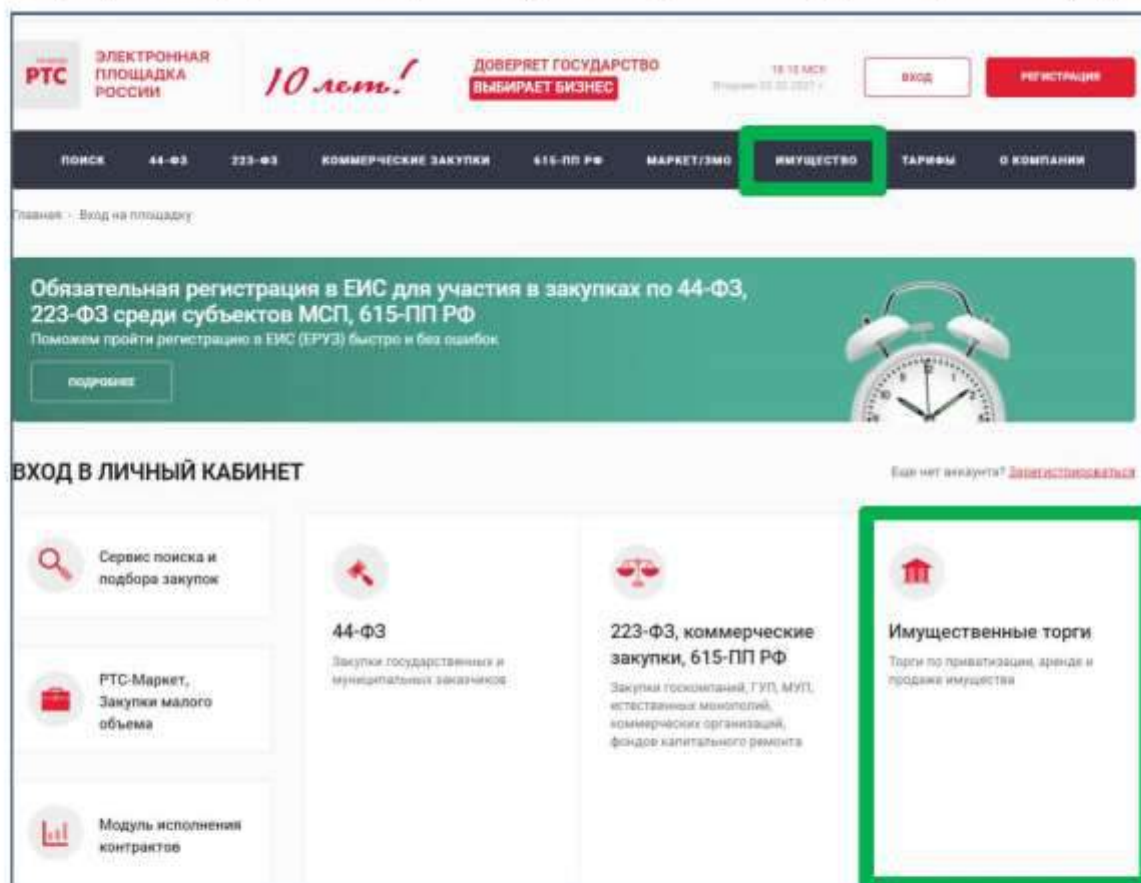 РТС
ЭЛЕКТРОННАЯ
ПЛОЩАДКА
РОССИИ
10 лет!
ДОВЕРЯЕТ ГОСУДАРСТВО
ВЫБИРАЕТ БИЗНЕС
18:18 МСК
ВХОД
РЕГИСТРАЦИЯ
ПОИСК 44-ФЗ 223-ФЗ КОММЕРЧЕСКИЕ ЗАКУПКИ 615-ПП РФ МАРКЕТ/ЗМО ИМУЩЕСТВО ТАРИФЫ О КОМПАНИИ
Главная - Вход на площадку
Обязательная регистрация в ЕИС для участия в закупках по 44-ФЗ,
223-ФЗ среди субъектов МСП, 615-ПП РФ
Поможем пройти регистрацию в ЕИС (ЕРУЗ) быстро и без ошибок
ПОДРОБНЕЕ
ВХОД В ЛИЧНЫЙ КАБИНЕТ
Еще нет аккаунта? Зарегистрироваться
Сервис поиска и
подбора закупок
РТС-Маркет,
Закупки малого
объема
Модуль исполнения
контрактов
44-ФЗ
Закупки государственных и
муниципальных заказчиков
223-ФЗ, коммерческие
закупки, 615-ПП РФ
Закупки госкомпаний, ГУП, МУП,
естественных монополий,
коммерческих организаций,
фондов капитального ремонта
Имущественные торги
Торги по приватизации, аренде и
продаже имущества